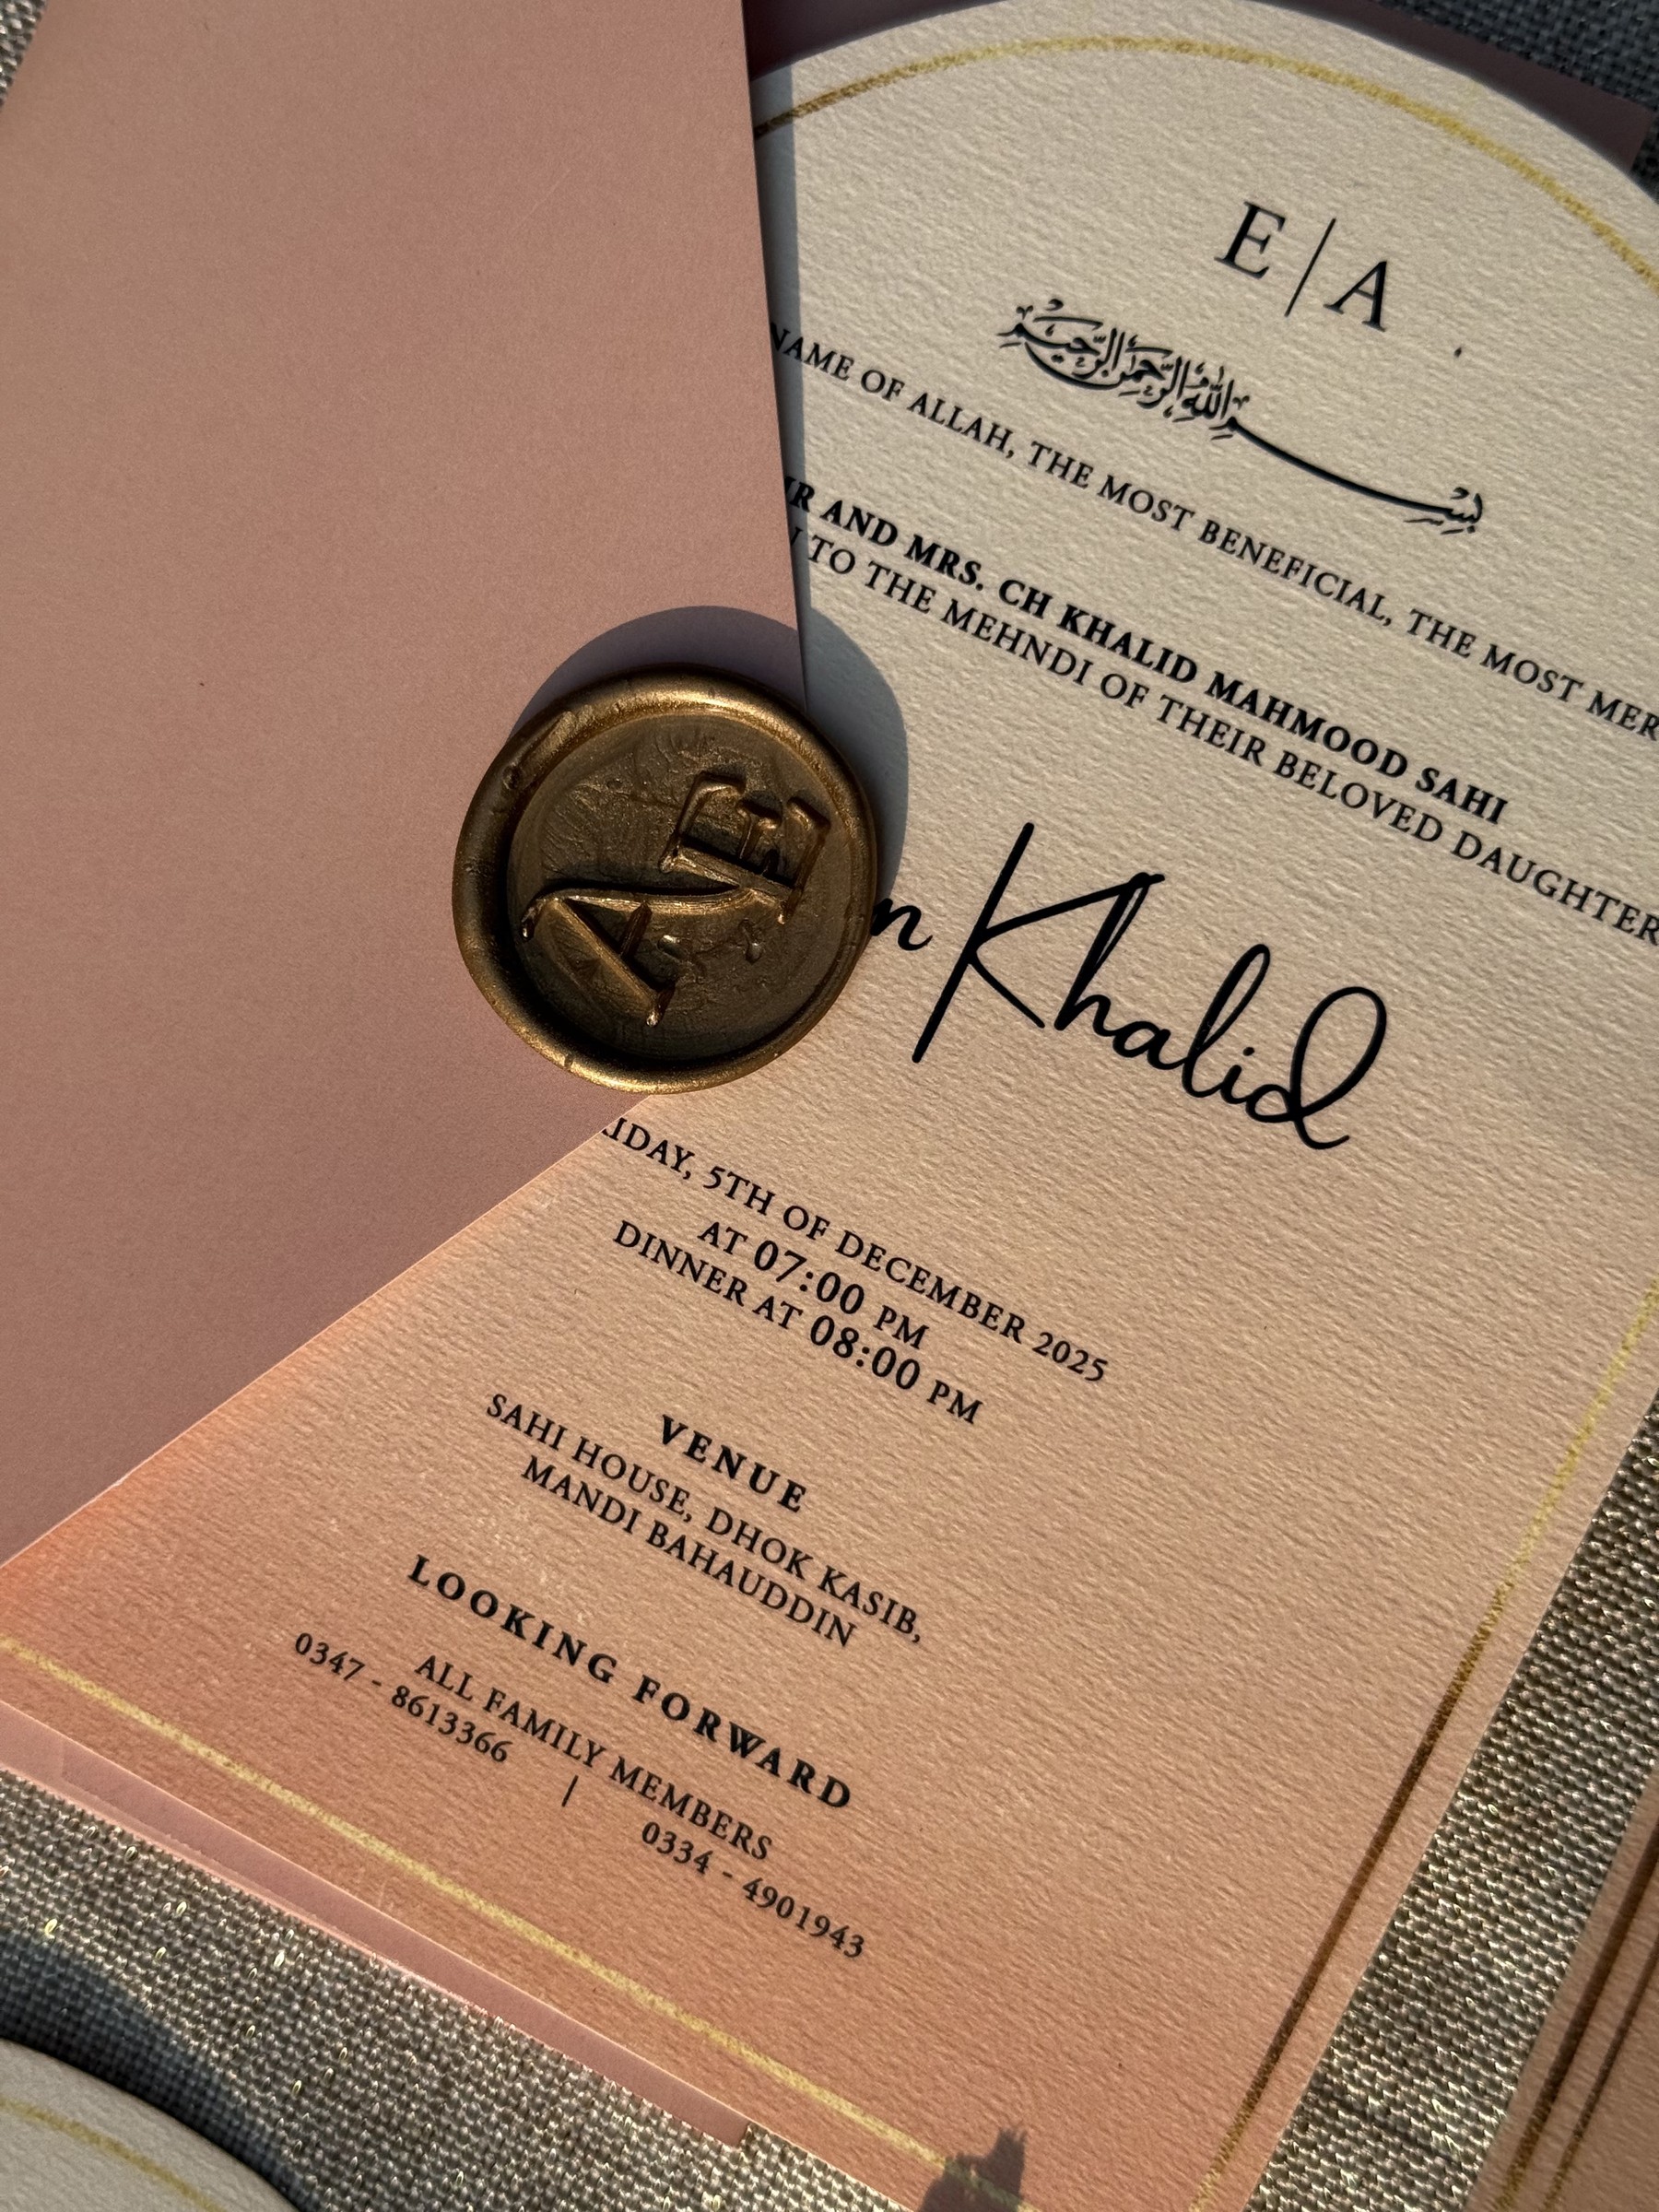 E | A
بسم الله الرحمن الرحيم
NAME OF ALLAH, THE MOST BENEFICIAL, THE MOST MER
AND MRS. CH KHALID MAHMOOD SAHI
TO THE MEHNDI OF THEIR BELOVED DAUGHTER
n Khalid
IDAY, 5TH OF DECEMBER 2025
AT 07:00 PM
DINNER AT 08:00 PM
VENUE
SAHI HOUSE, DHOK KASIB,
MANDI BAHAUDDIN
LOOKING FORWARD
ALL FAMILY MEMBERS
0347 - 8613366 | 0334 - 4901943
A E